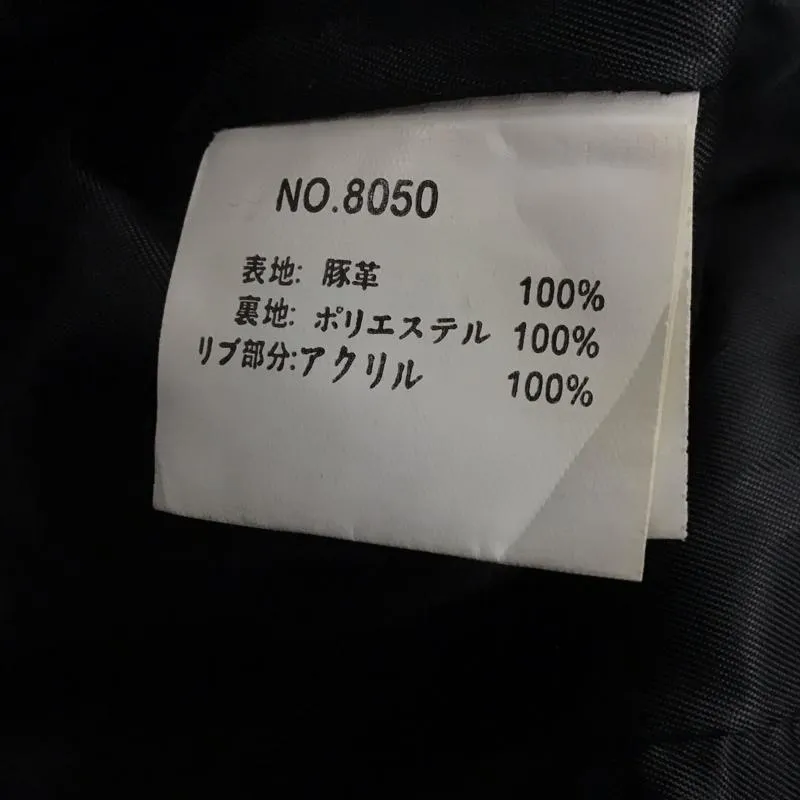 NO.8050
表地: 豚革 100%
裏地: ポリエステル 100%
リブ部分:アクリル 100%